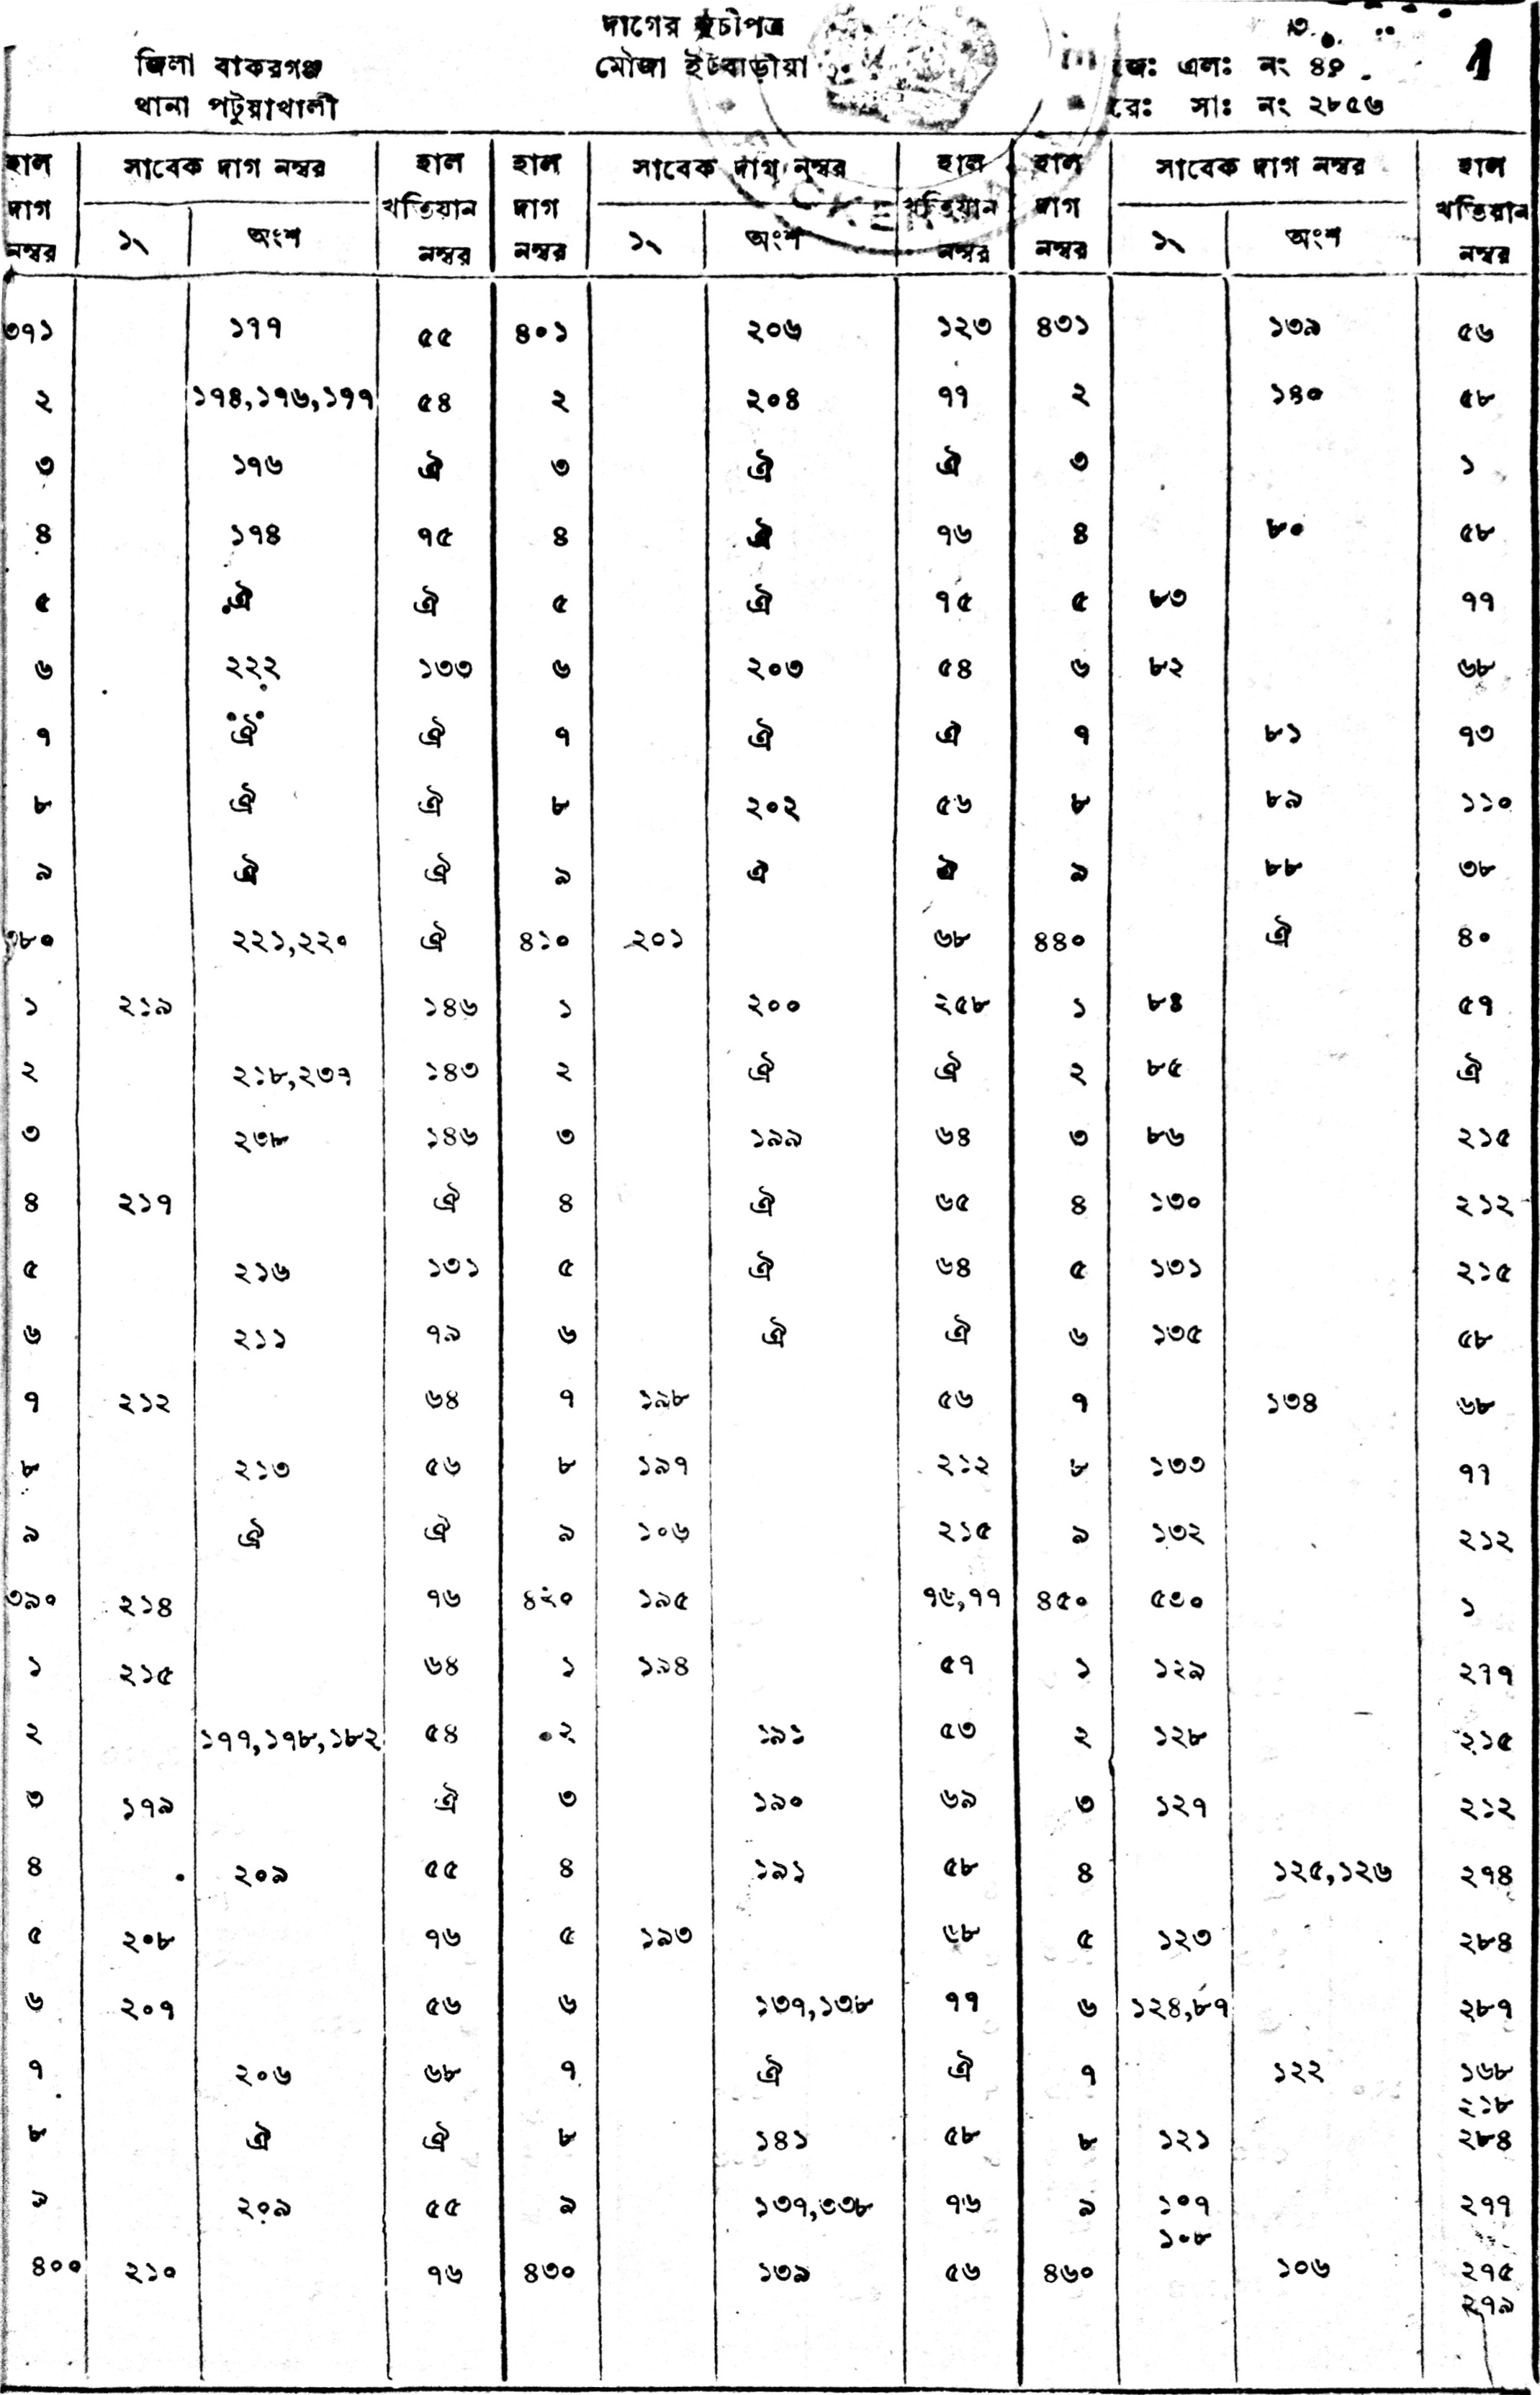 দাগের সূচীপত্র
জিলা বাকরগঞ্জ মৌজা ইটবাড়ীয়া জেঃ এলঃ নং ৪৭ 1
থানা পটুয়াখালী রেঃ সাঃ নং ২৮৫৬
হাল সাবেক দাগ নম্বর হাল হাল সাবেক দাগ নম্বর হাল হাল সাবেক দাগ নম্বর হাল
দাগ খতিয়ান দাগ খতিয়ান দাগ খতিয়ান
নম্বর ১৲ অংশ নম্বর নম্বর ১৲ অংশ নম্বর নম্বর ১৲ অংশ নম্বর
৩৭১ ১৭৭ ৫৫ ৪০১ ২০৬ ১২৩ ৪৩১ ১৩৯ ৫৬
২ ১৭৪,১৭৬,১৭৭ ৫৪ ২ ২০৪ ৭৭ ২ ১৪০ ৫৮
৩ ১৭৬ ঐ ৩ ঐ ঐ ৩ ১
৪ ১৭৪ ৭৫ ৪ ঐ ৭৬ ৪ ৮০ ৫৮
৫ ঐ ঐ ৫ ঐ ৭৫ ৫ ৮৩ ৭৭
৬ ২২২ ১৩৩ ৬ ২০৩ ৫৪ ৬ ৮২ ৬৮
৭ ঐ ঐ ৭ ঐ ঐ ৭ ৮১ ৭৩
৮ ঐ ঐ ৮ ২০২ ৫৬ ৮ ৮৯ ১১০
৯ ঐ ঐ ৯ ঐ ঐ ৯ ৮৮ ৩৮
৩৮০ ২২১,২২০ ঐ ৪১০ ২০১ ৬৮ ৪৪০ ঐ ৪০
১ ২১৯ ১৪৬ ১ ২০০ ২৫৮ ১ ৮৪ ৫৭
২ ২১৮,২৩৭ ১৪৩ ২ ঐ ঐ ২ ৮৫ ঐ
৩ ২৩৮ ১৪৬ ৩ ১৯৯ ৬৪ ৩ ৮৬ ২১৫
৪ ২১৭ ঐ ৪ ঐ ৬৫ ৪ ১৩০ ২১২
৫ ২১৬ ১৩১ ৫ ঐ ৬৪ ৫ ১৩১ ২১৫
৬ ২১১ ৭৯ ৬ ঐ ঐ ৬ ১৩৫ ৫৮
৭ ২১২ ৬৪ ৭ ১৯৮ ৫৬ ৭ ১৩৪ ৬৮
৮ ২১৩ ৫৬ ৮ ১৯৭ ২১২ ৮ ১৩৩ ৭৭
৯ ঐ ঐ ৯ ১০৬ ২১৫ ৯ ১৩২ ২১২
৩৯০ ২১৪ ৭৬ ৪২০ ১৯৫ ৭৬,৭৭ ৪৫০ ৫৩০ ১
১ ২১৫ ৬৪ ১ ১৯৪ ৫৭ ১ ১২৯ ২৭৭
২ ১৭৭,১৭৮,১৮২ ৫৪ ২ ১৯১ ৫৩ ২ ১২৮ ২১৫
৩ ১৭৯ ঐ ৩ ১৯০ ৬৯ ৩ ১২৭ ২১২
৪ ২০৯ ৫৫ ৪ ১৯১ ৫৮ ৪ ১২৫,১২৬ ২৭৪
৫ ২০৮ ৭৬ ৫ ১৯৩ ৬৮ ৫ ১২৩ ২৮৪
৬ ২০৭ ৫৬ ৬ ১৩৭,১৩৮ ৭৭ ৬ ১২৪,৮৭ ২৮৭
৭ ২০৬ ৬৮ ৭ ঐ ঐ ৭ ১২২ ১৬৮
২১৮
৮ ঐ ঐ ৮ ১৪১ ৫৮ ৮ ১২১ ২৮৪
৯ ২০৯ ৫৫ ৯ ১৩৭,৩৩৮ ৭৬ ৯ ১০৭ ২৭৭
১০৮
৪০০ ২১০ ৭৬ ৪৩০ ১৩৯ ৫৬ ৪৬০ ১০৬ ২৭৫
২৭৯